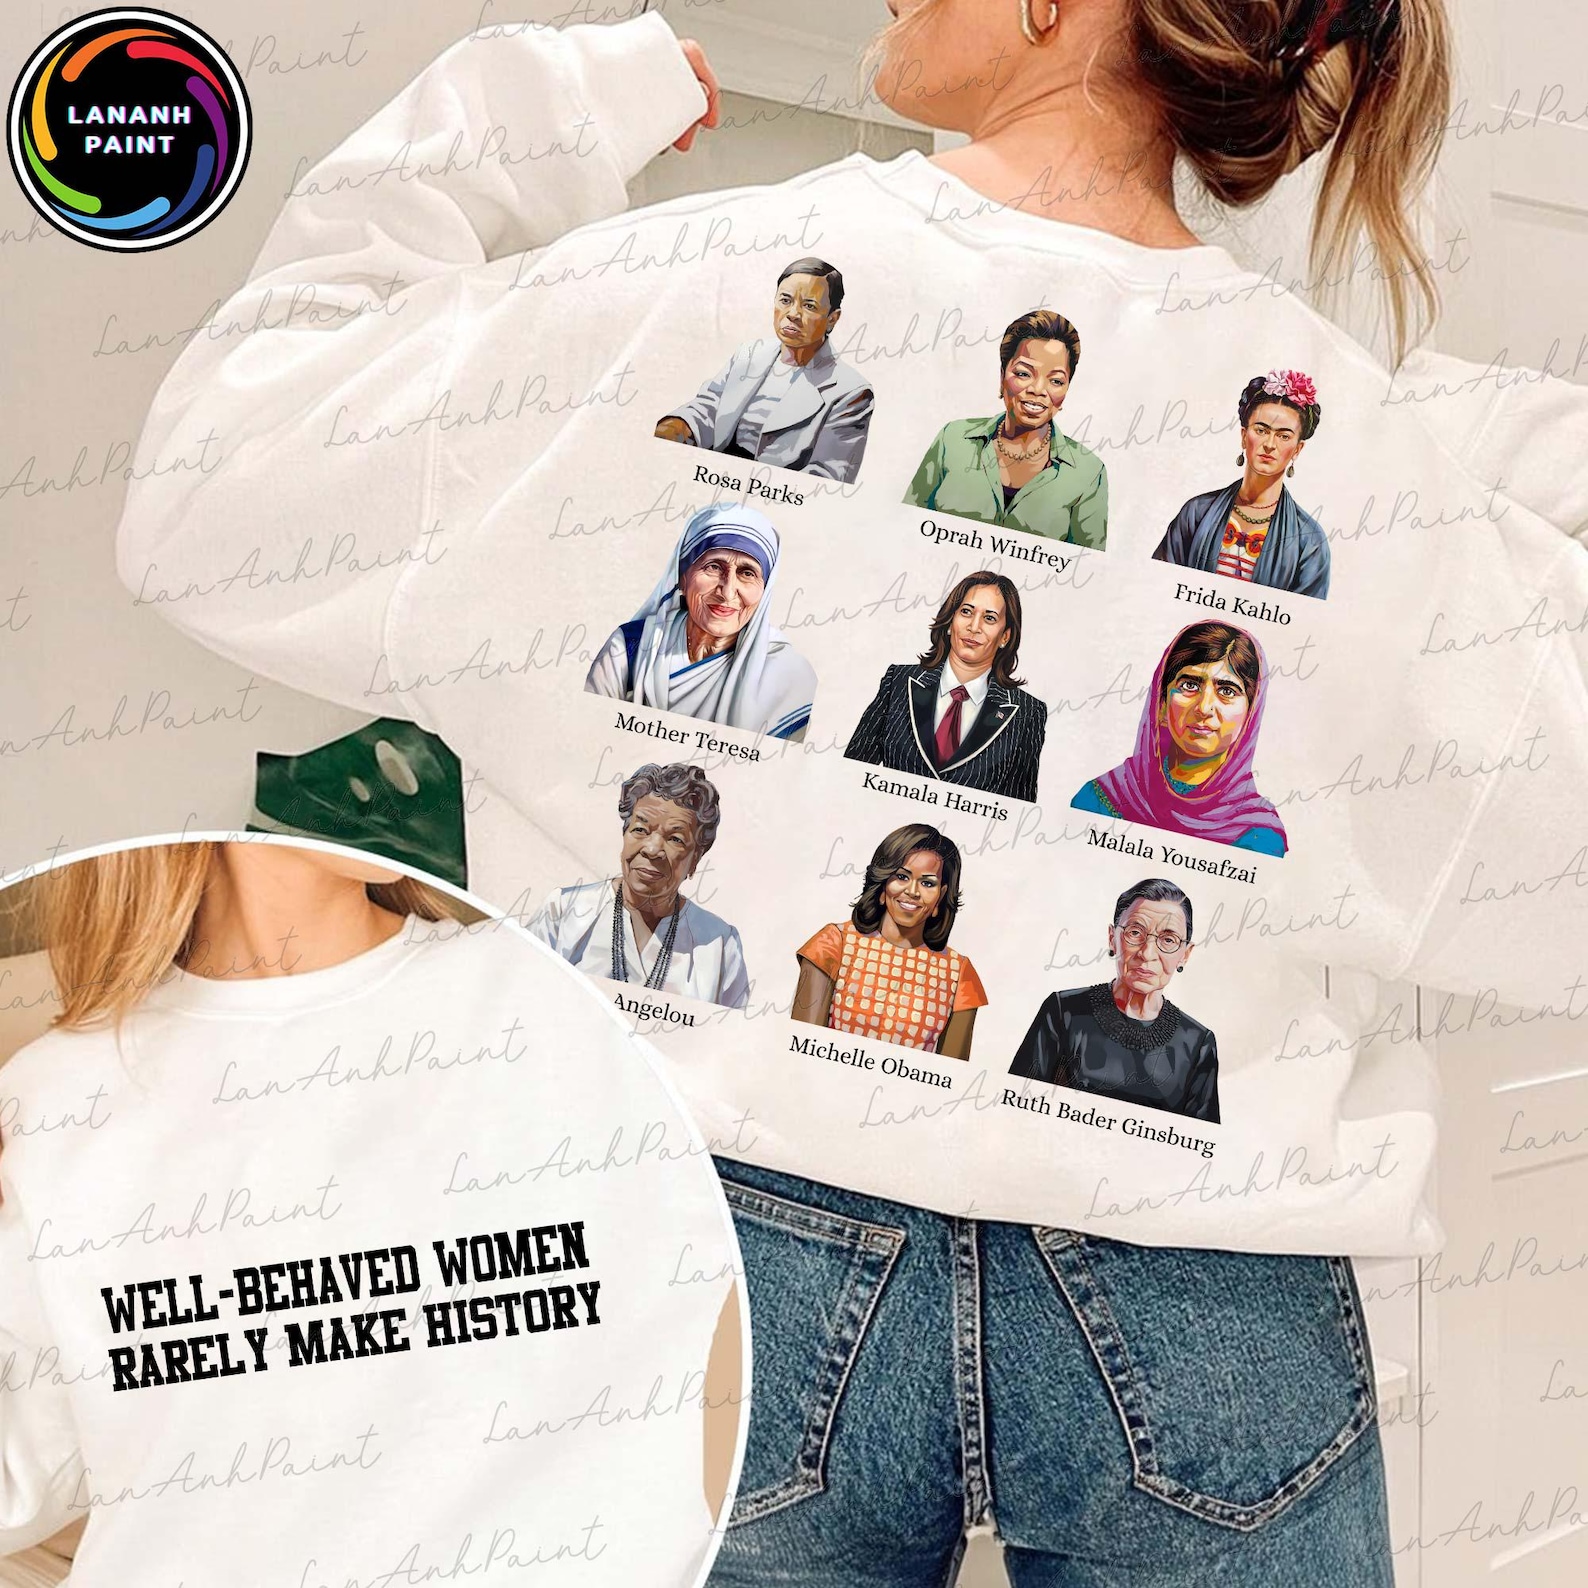 LANANH
PAINT
Rosa Parks
Oprah Winfrey
Frida Kahlo
Mother Teresa
Kamala Harris
Malala Yousafzai
Angelou
Michelle Obama
Ruth Bader Ginsburg
WELL-BEHAVED WOMEN
RARELY MAKE HISTORY
LanAnhPaint